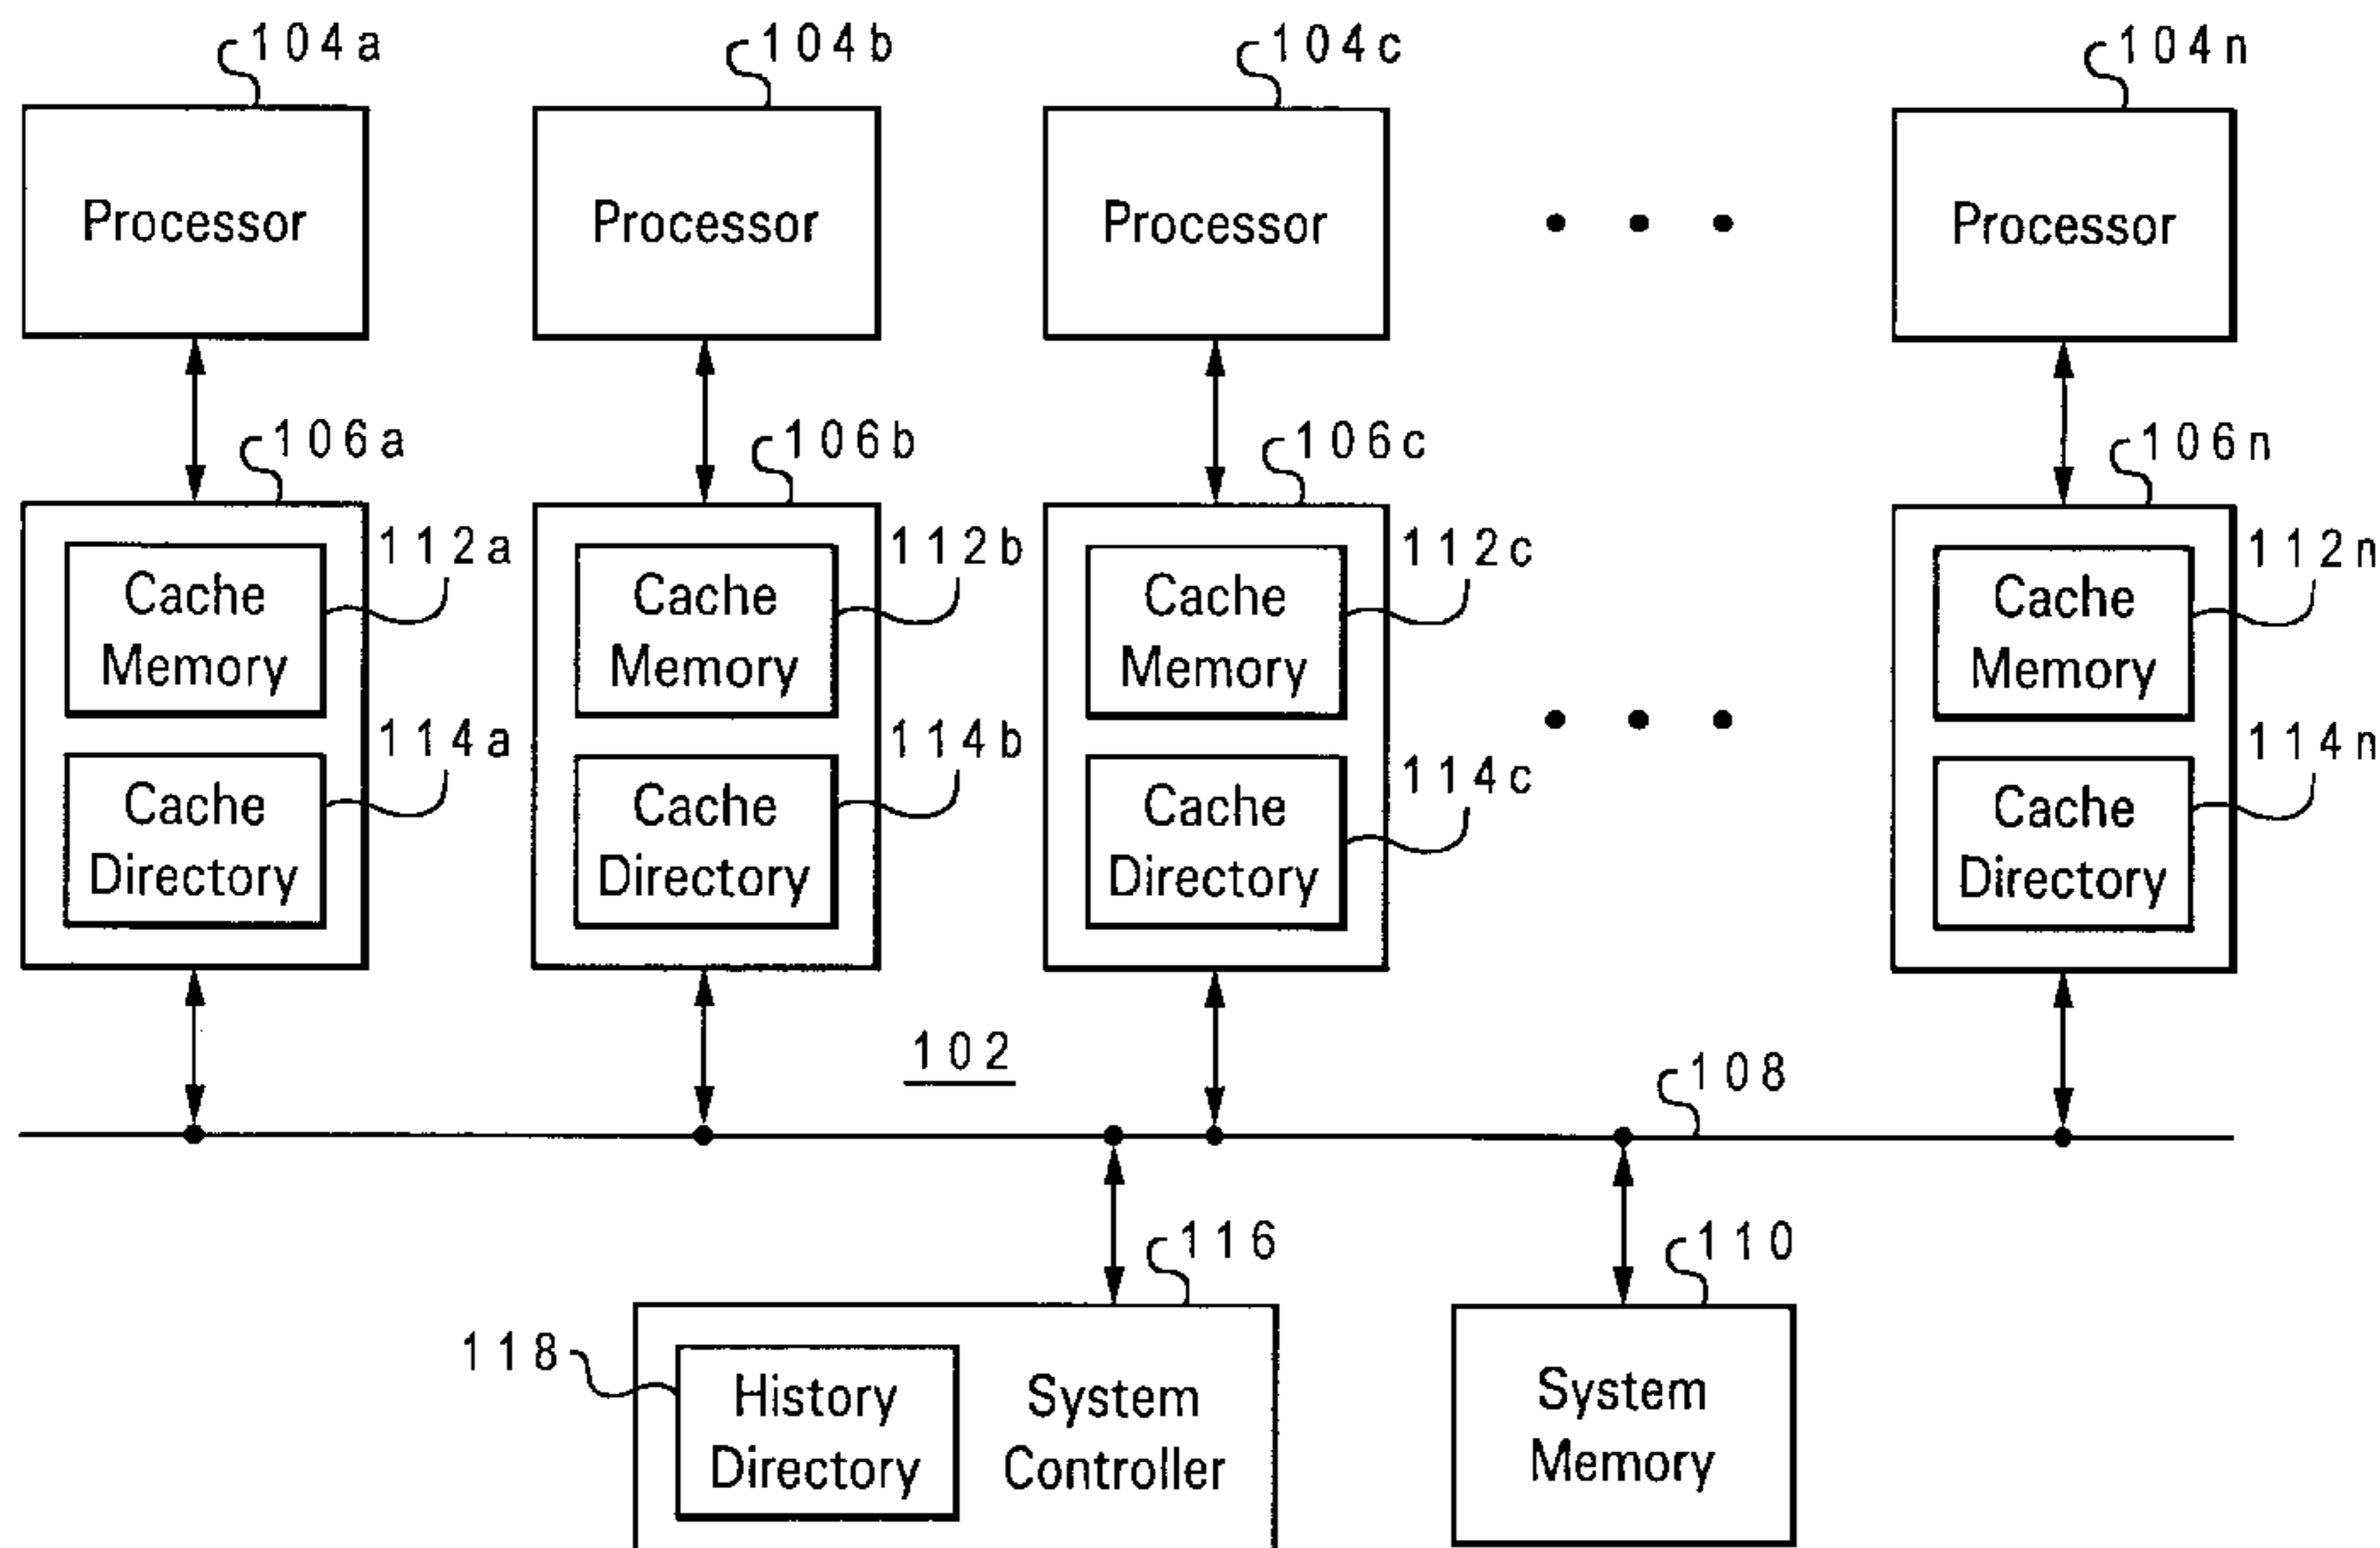 104a
104b
104c
104n
Processor
Processor
Processor
Processor
106a
106b
106c
106n
112a
112b
112c
112n
Cache
Memory
Cache
Memory
Cache
Memory
Cache
Memory
114a
114b
114c
114n
Cache
Directory
Cache
Directory
Cache
Directory
Cache
Directory
102
108
116
110
118
History
Directory
System
Controller
System
Memory